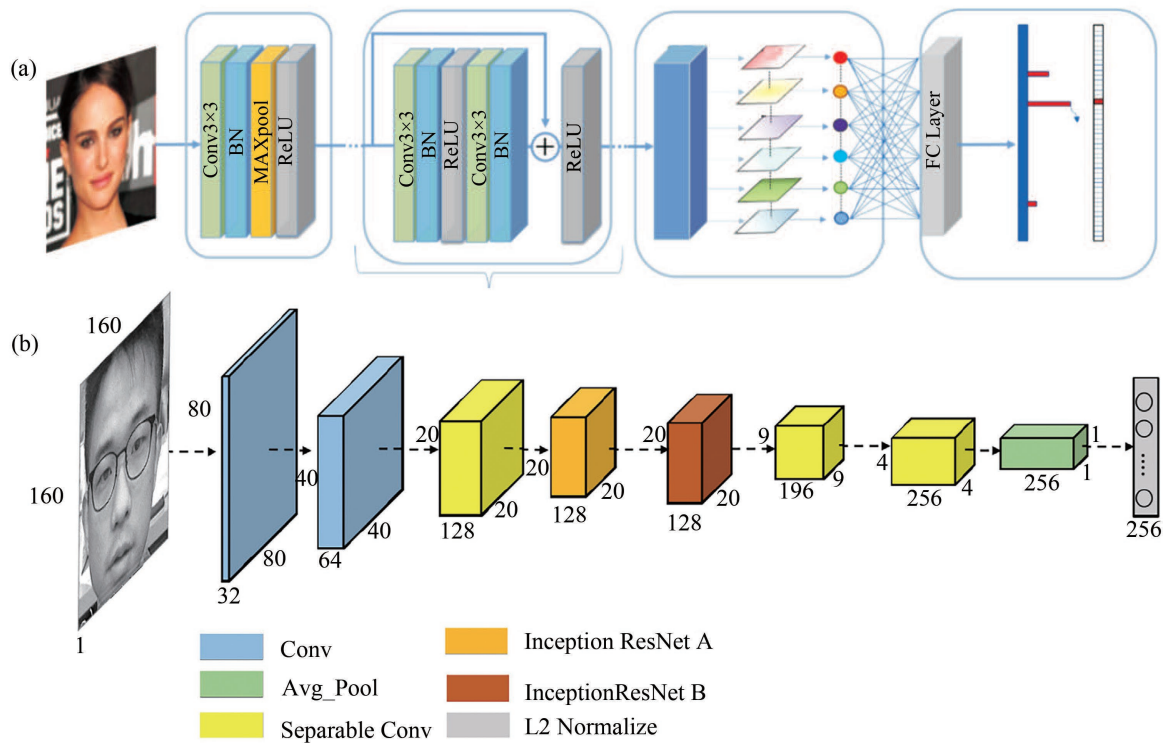 (a)
Conv3×3
BN
MAXpool
ReLU
Conv3×3
BN
ReLU
Conv3×3
BN
+
ReLU
FC Layer
(b)
160
160
1
80
80
32
40
40
64
20
20
128
20
20
128
20
20
128
9
9
196
4
4
256
1
1
256
256
Conv
Avg_Pool
Separable Conv
Inception ResNet A
InceptionResNet B
L2 Normalize